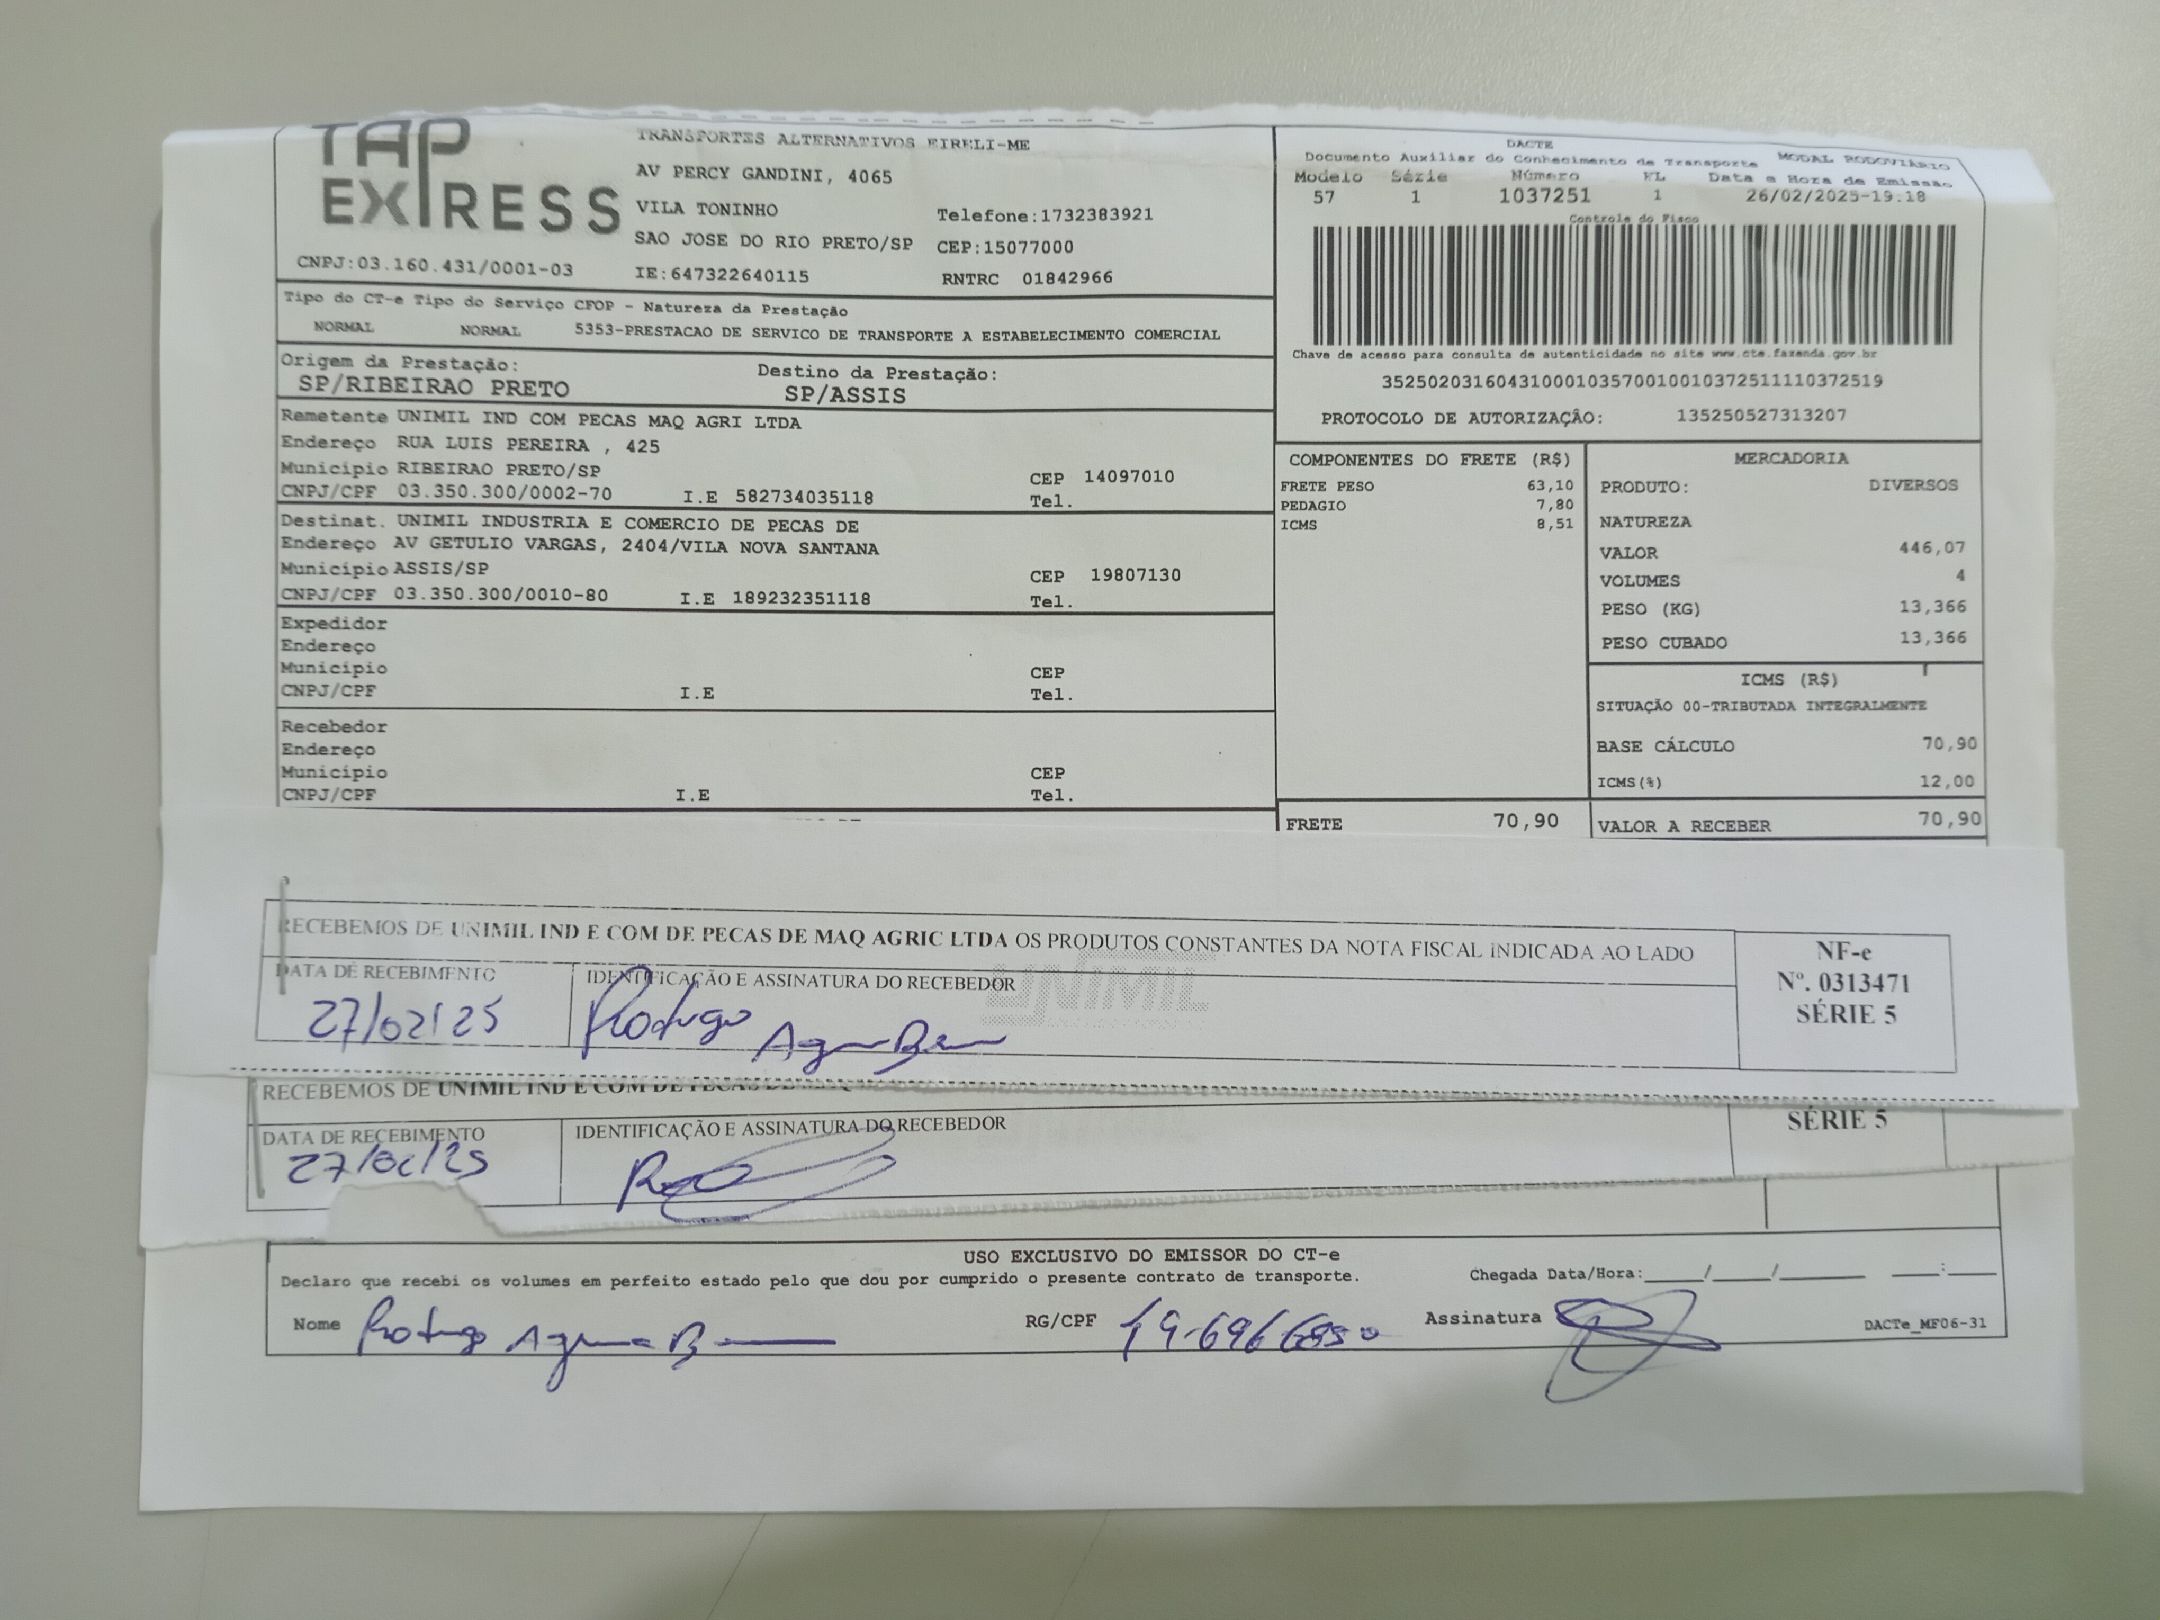 TAP EXPRESS
CNPJ:03.160.431/0001-03
TRANSPORTES ALTERNATIVOS EIRELI-ME
AV PERCY GANDINI, 4065
VILA TONINHO Telefone:1732383921
SAO JOSE DO RIO PRETO/SP CEP:15077000
IE:647322640115 RNTRC 01842966
DACTE
Documento Auxiliar do Conhecimento de Transporte MODAL RODOVIÁRIO
Modelo Série Número FL Data e Hora de Emissão
57 1 1037251 1 26/02/2025-19:18
Controle do Fisco
Chave de acesso para consulta de autenticidade no site www.cte.fazenda.gov.br
35250203160431000103570010010372511110372519
PROTOCOLO DE AUTORIZAÇÃO: 135250527313207
Tipo do CT-e Tipo do Serviço CFOP - Natureza da Prestação
NORMAL NORMAL 5353-PRESTACAO DE SERVICO DE TRANSPORTE A ESTABELECIMENTO COMERCIAL
Origem da Prestação: Destino da Prestação:
SP/RIBEIRAO PRETO SP/ASSIS
Remetente UNIMIL IND COM PECAS MAQ AGRI LTDA
Endereço RUA LUIS PEREIRA , 425
Município RIBEIRAO PRETO/SP CEP 14097010
CNPJ/CPF 03.350.300/0002-70 I.E 582734035118 Tel.
Destinat. UNIMIL INDUSTRIA E COMERCIO DE PECAS DE
Endereço AV GETULIO VARGAS, 2404/VILA NOVA SANTANA
Município ASSIS/SP CEP 19807130
CNPJ/CPF 03.350.300/0010-80 I.E 189232351118 Tel.
Expedidor
Endereço
Município CEP
CNPJ/CPF I.E Tel.
Recebedor
Endereço
Município CEP
CNPJ/CPF I.E Tel.
COMPONENTES DO FRETE (R$)
FRETE PESO 63,10
PEDAGIO 7,80
ICMS 8,51
FRETE 70,90
MERCADORIA
PRODUTO: DIVERSOS
NATUREZA
VALOR 446,07
VOLUMES 4
PESO (KG) 13,366
PESO CUBADO 13,366
ICMS (R$)
SITUAÇÃO 00-TRIBUTADA INTEGRALMENTE
BASE CÁLCULO 70,90
ICMS(%) 12,00
VALOR A RECEBER 70,90
RECEBEMOS DE UNIMIL IND E COM DE PECAS DE MAQ AGRIC LTDA OS PRODUTOS CONSTANTES DA NOTA FISCAL INDICADA AO LADO
DATA DE RECEBIMENTO IDENTIFICAÇÃO E ASSINATURA DO RECEBEDOR
UNIMIL
27/02/25 Rodrigo
NF-e
Nº. 0313471
SÉRIE 5
RECEBEMOS DE UNIMIL IND E COM DE PECAS DE MAQ
DATA DE RECEBIMENTO IDENTIFICAÇÃO E ASSINATURA DO RECEBEDOR
27/02/25
SÉRIE 5
USO EXCLUSIVO DO EMISSOR DO CT-e
Declaro que recebi os volumes em perfeito estado pelo que dou por cumprido o presente contrato de transporte. Chegada Data/Hora:____/____/______ ____:____
Nome Rodrigo RG/CPF Assinatura
DACTe_MF06-31